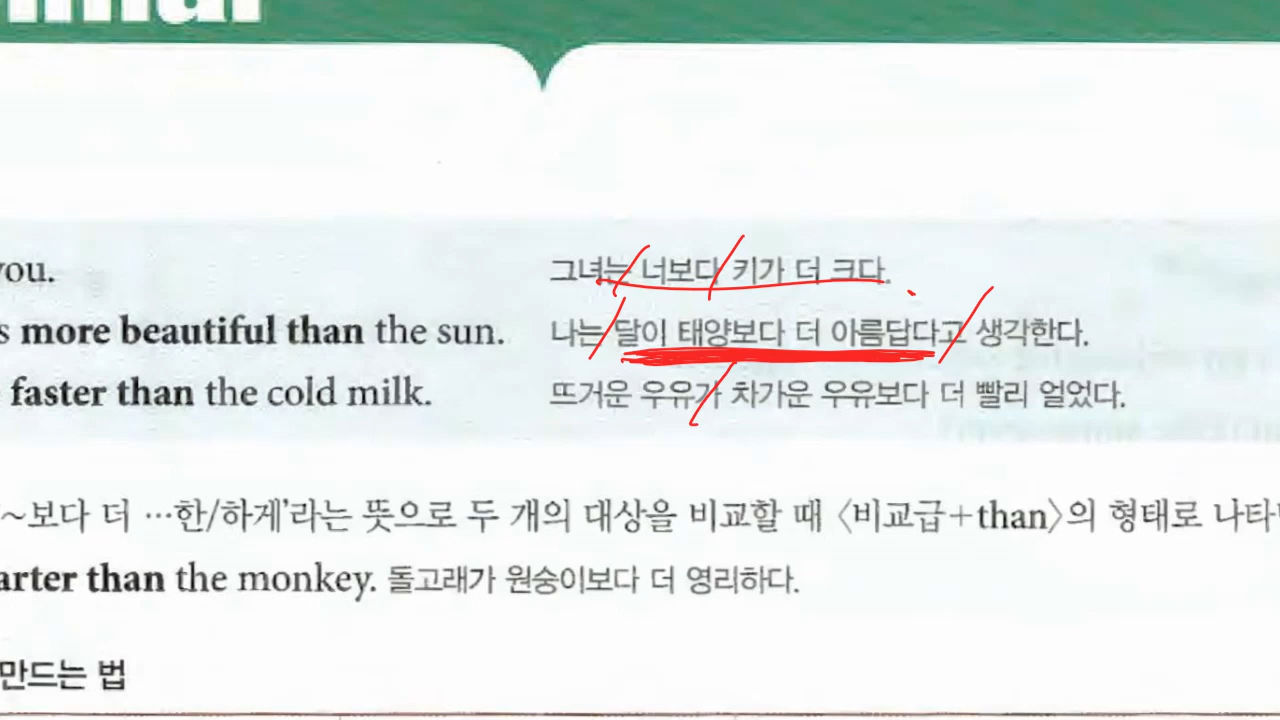 you.
그녀는 너보다 키가 더 크다.
s more beautiful than the sun.
나는 달이 태양보다 더 아름답다고 생각한다.
faster than the cold milk.
뜨거운 우유가 차가운 우유보다 더 빨리 얼었다.
~보다 더 …한/하게'라는 뜻으로 두 개의 대상을 비교할 때 〈비교급+than〉의 형태로 나타
arter than the monkey. 돌고래가 원숭이보다 더 영리하다.
만드는 법